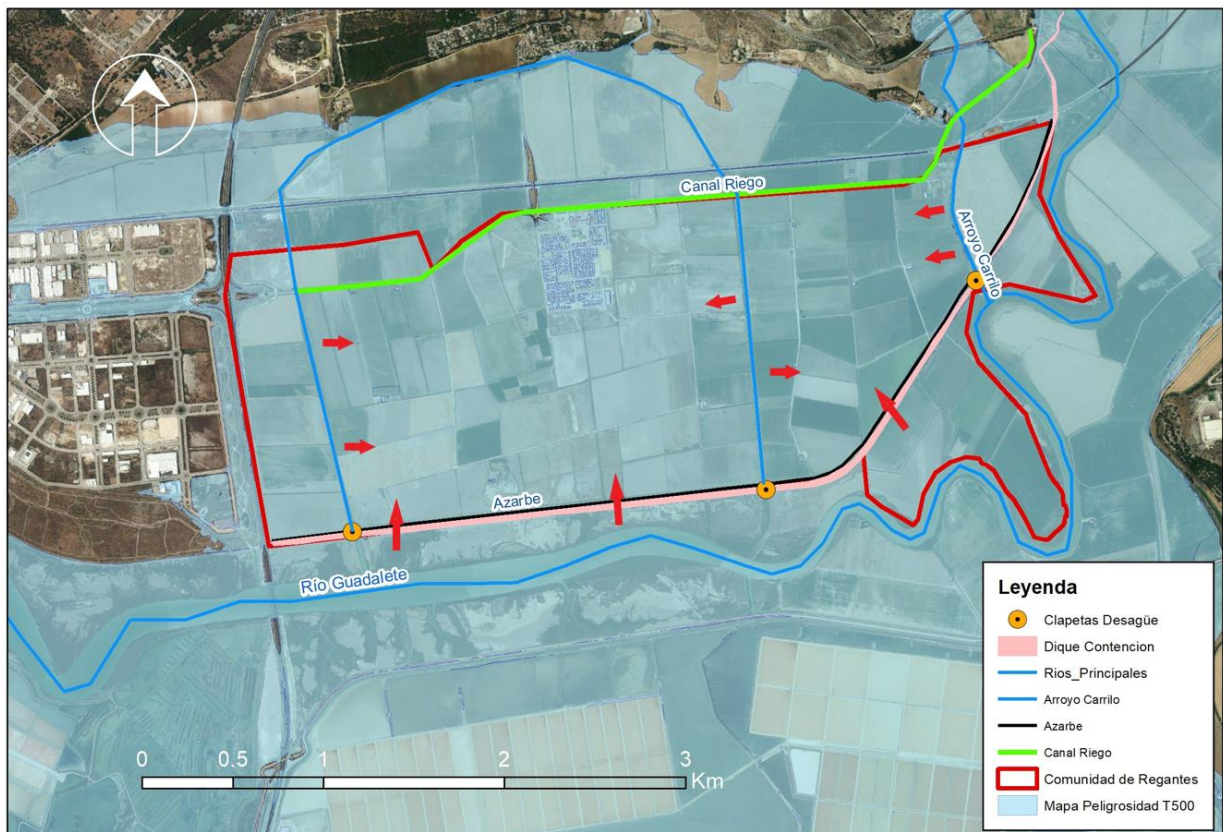 Canal Riego
Arroyo Carrilo
Azarbe
Río Guadalete
0 0.5 1 2 3
Km
Leyenda
Clapetas Desagüe
Dique Contencion
Rios_Principales
Arroyo Carrilo
Azarbe
Canal Riego
Comunidad de Regantes
Mapa Peligrosidad T500